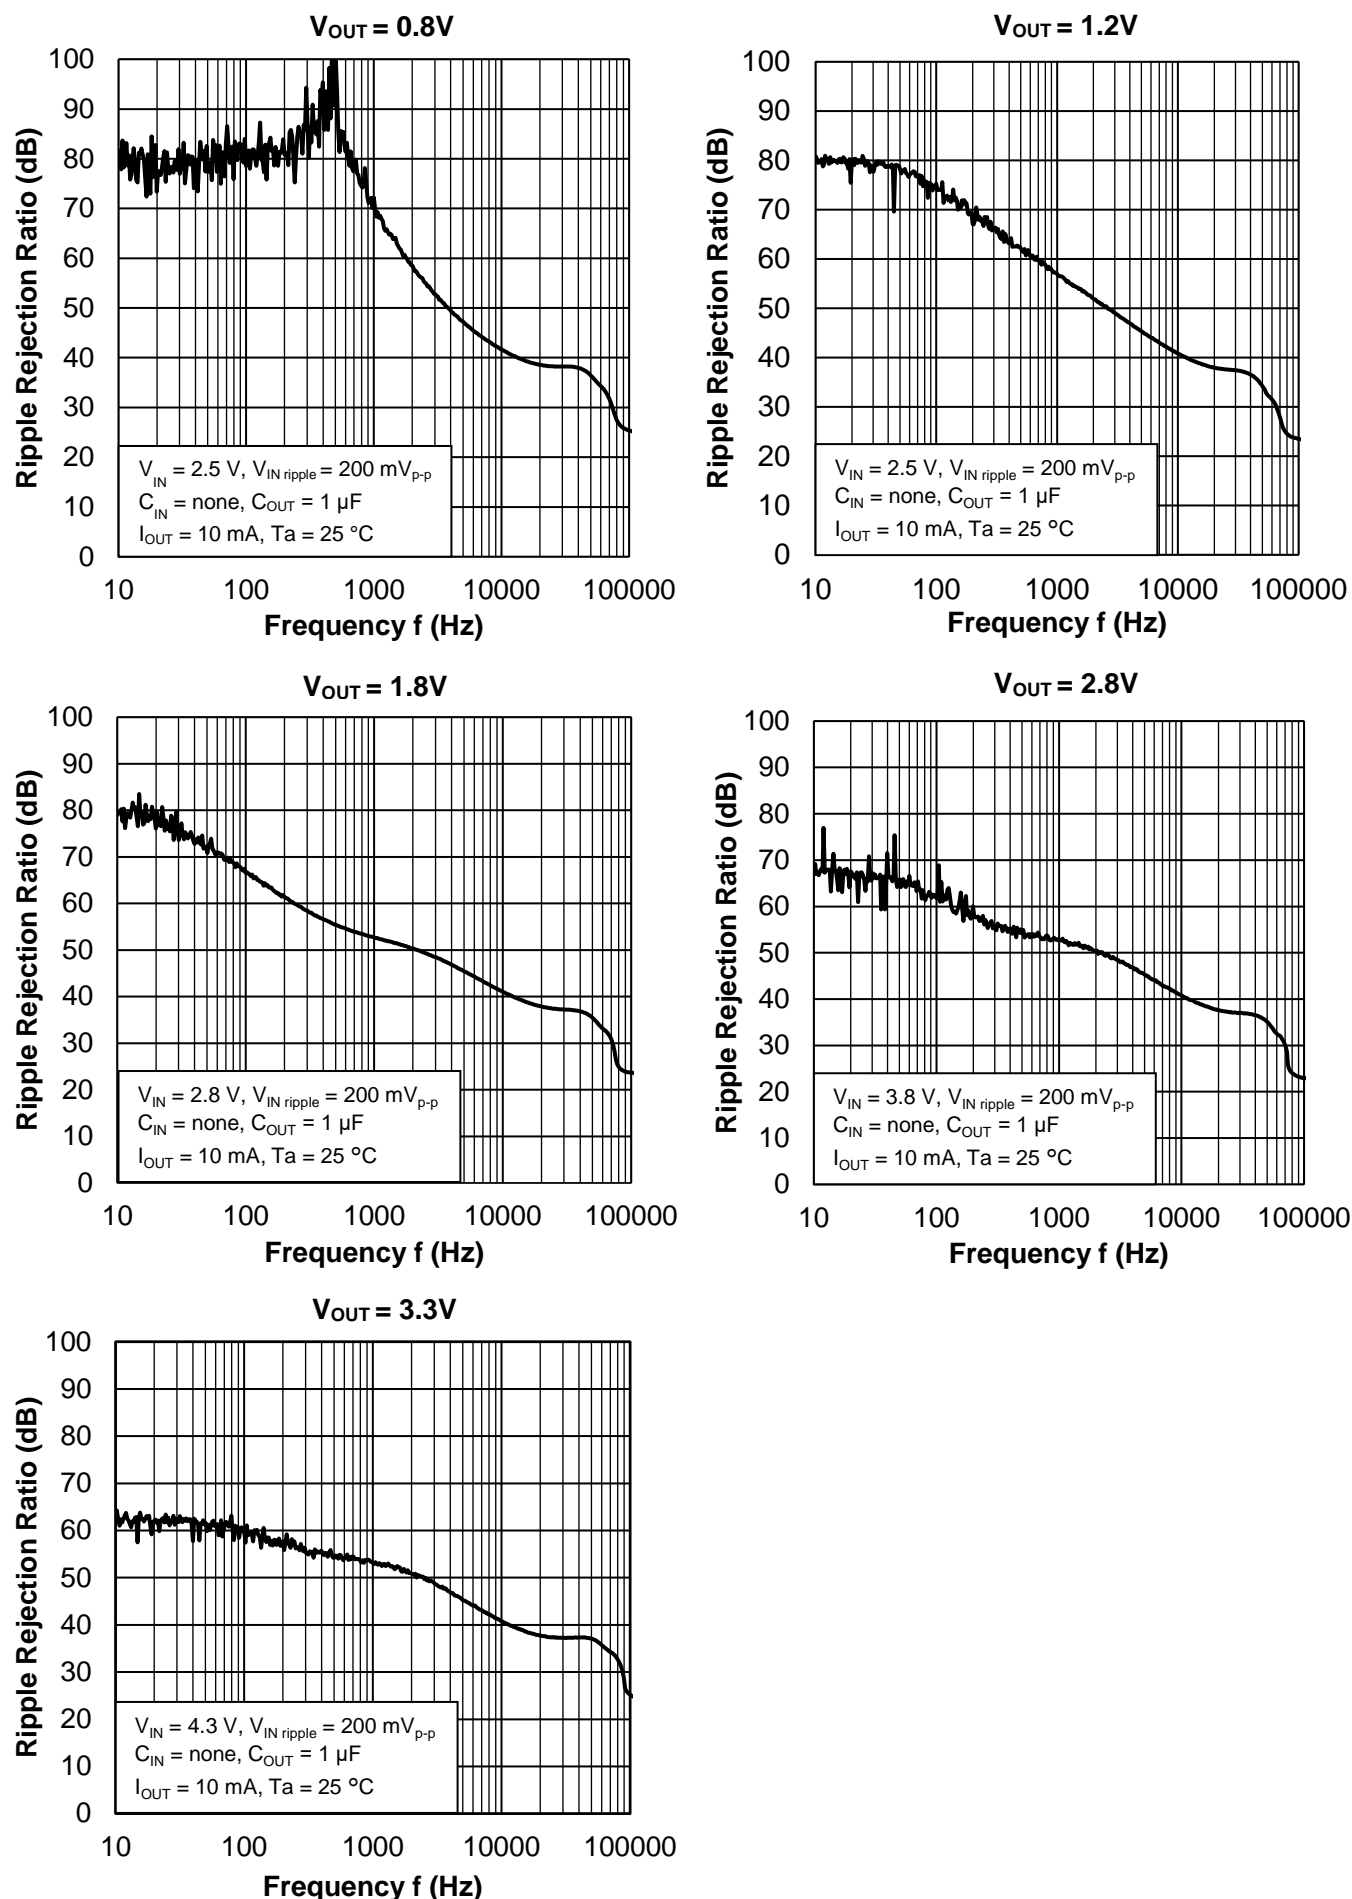 VOUT = 0.8V
Ripple Rejection Ratio (dB)
100
90
80
70
60
50
40
30
20
10
0
VIN = 2.5 V, VIN ripple = 200 mVp-p
CIN = none, COUT = 1 µF
IOUT = 10 mA, Ta = 25 °C
10 100 1000 10000 100000
Frequency f (Hz)
VOUT = 1.2V
Ripple Rejection Ratio (dB)
100
90
80
70
60
50
40
30
20
10
0
VIN = 2.5 V, VIN ripple = 200 mVp-p
CIN = none, COUT = 1 µF
IOUT = 10 mA, Ta = 25 °C
10 100 1000 10000 100000
Frequency f (Hz)
VOUT = 1.8V
Ripple Rejection Ratio (dB)
100
90
80
70
60
50
40
30
20
10
0
VIN = 2.8 V, VIN ripple = 200 mVp-p
CIN = none, COUT = 1 µF
IOUT = 10 mA, Ta = 25 °C
10 100 1000 10000 100000
Frequency f (Hz)
VOUT = 2.8V
Ripple Rejection Ratio (dB)
100
90
80
70
60
50
40
30
20
10
0
VIN = 3.8 V, VIN ripple = 200 mVp-p
CIN = none, COUT = 1 µF
IOUT = 10 mA, Ta = 25 °C
10 100 1000 10000 100000
Frequency f (Hz)
VOUT = 3.3V
Ripple Rejection Ratio (dB)
100
90
80
70
60
50
40
30
20
10
0
VIN = 4.3 V, VIN ripple = 200 mVp-p
CIN = none, COUT = 1 µF
IOUT = 10 mA, Ta = 25 °C
10 100 1000 10000 100000
Frequency f (Hz)